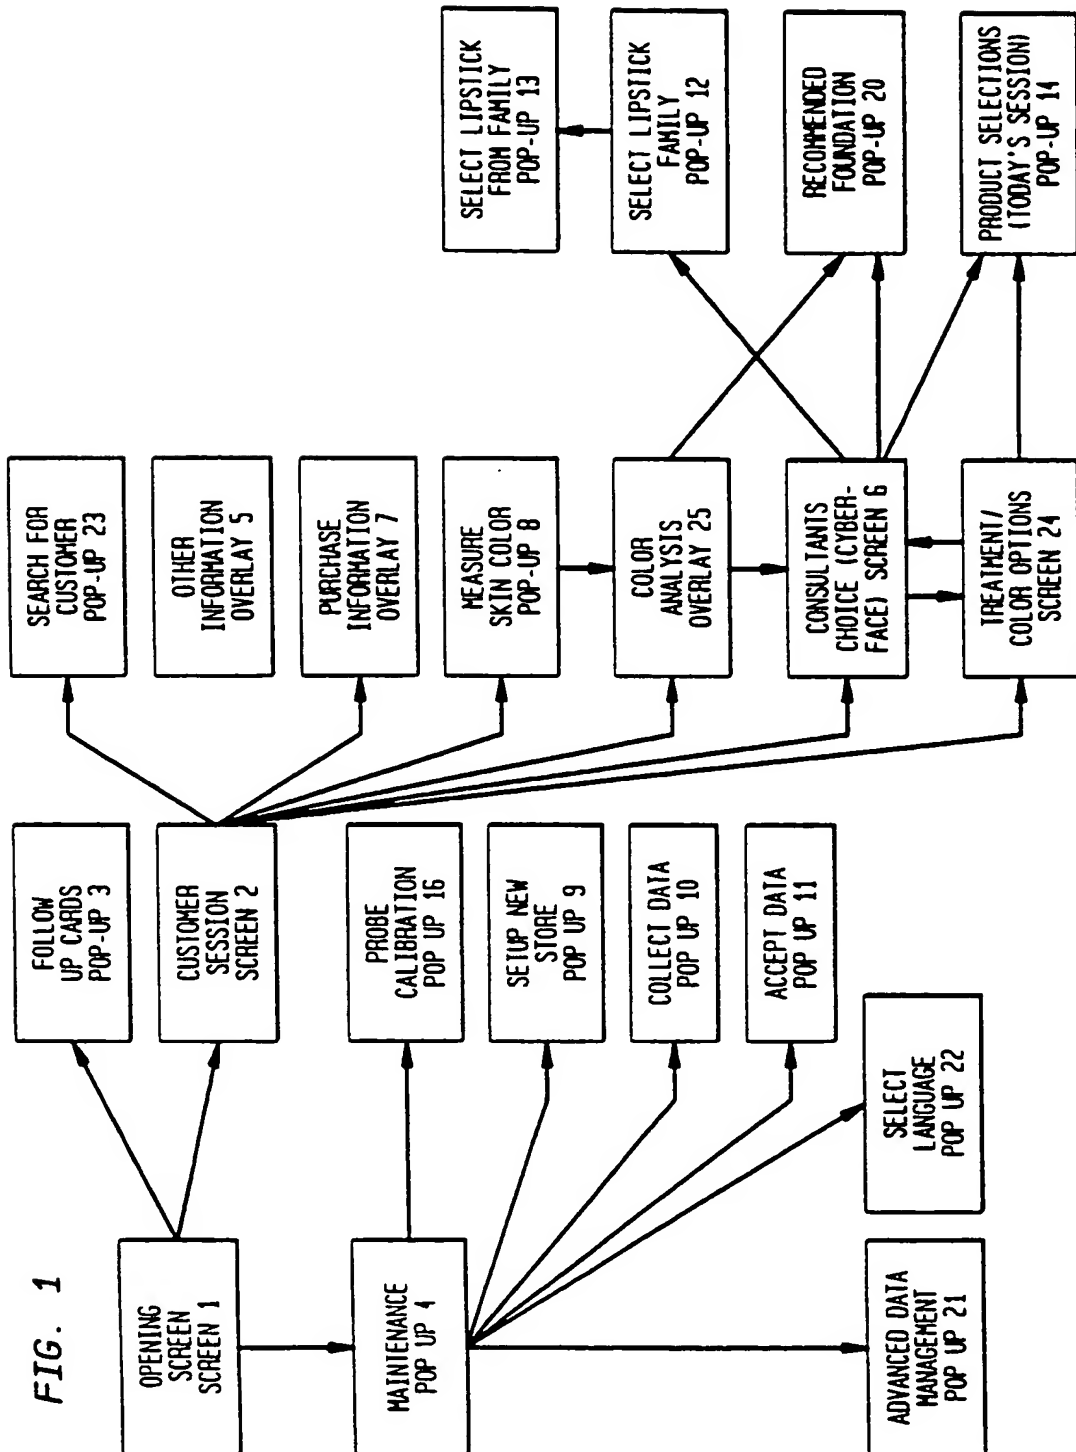 FIG. 1
OPENING
SCREEN
SCREEN 1
MAINTENANCE
POP UP 4
ADVANCED DATA
MANAGEMENT
POP UP 21
FOLLOW
UP CARDS
POP-UP 3
CUSTOMER
SESSION
SCREEN 2
PROBE
CALIBRATION
POP UP 16
SETUP NEW
STORE
POP UP 9
COLLECT DATA
POP UP 10
ACCEPT DATA
POP UP 11
SELECT
LANGUAGE
POP UP 22
SEARCH FOR
CUSTOMER
POP-UP 23
OTHER
INFORMATION
OVERLAY 5
PURCHASE
INFORMATION
OVERLAY 7
MEASURE
SKIN COLOR
POP-UP 8
COLOR
ANALYSIS
OVERLAY 25
CONSULTANTS
CHOICE (CYBER-
FACE) SCREEN 6
TREATMENT/
COLOR OPTIONS
SCREEN 24
SELECT LIPSTICK
FROM FAMILY
POP-UP 13
SELECT LIPSTICK
FAMILY
POP-UP 12
RECOMMENDED
FOUNDATION
POP-UP 20
PRODUCT SELECTIONS
(TODAY'S SESSION)
POP-UP 14